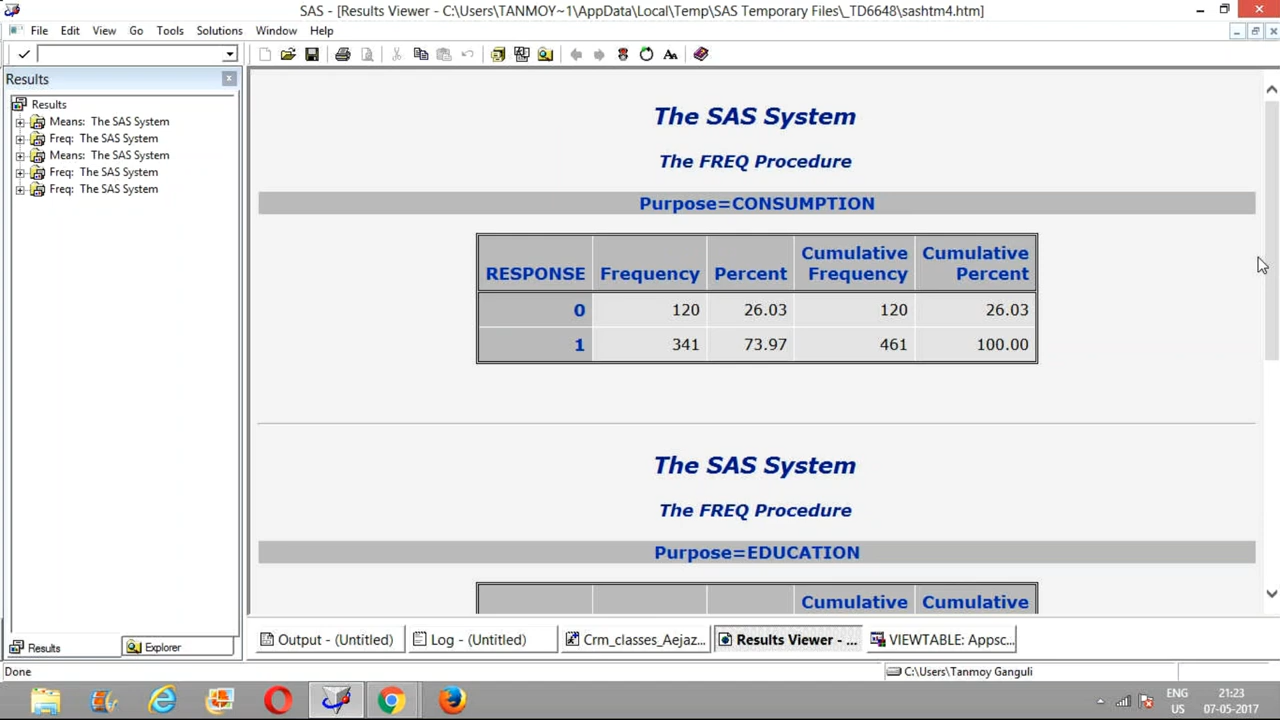 SAS - [Results Viewer - C:\Users\TANMOY~1\AppData\Local\Temp\SAS Temporary Files\_TD6648\sashtm4.htm]
File Edit View Go Tools Solutions Window Help
Results
Results
Means: The SAS System
Freq: The SAS System
Means: The SAS System
Freq: The SAS System
Freq: The SAS System
The SAS System
The FREQ Procedure
Purpose=CONSUMPTION
RESPONSE Frequency Percent Cumulative Frequency Cumulative Percent
0 120 26.03 120 26.03
1 341 73.97 461 100.00
The SAS System
The FREQ Procedure
Purpose=EDUCATION
Cumulative Cumulative
Results Explorer
Output - (Untitled) Log - (Untitled) Crm_classes_Aejaz... Results Viewer - ... VIEWTABLE: Appsc...
Done C:\Users\Tanmoy Ganguli
ENG US 21:23 07-05-2017